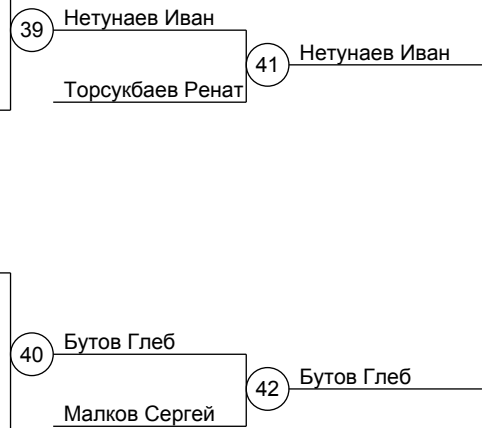 39 Нетунаев Иван
41 Нетунаев Иван
Торсукбаев Ренат
40 Бутов Глеб
42 Бутов Глеб
Малков Сергей